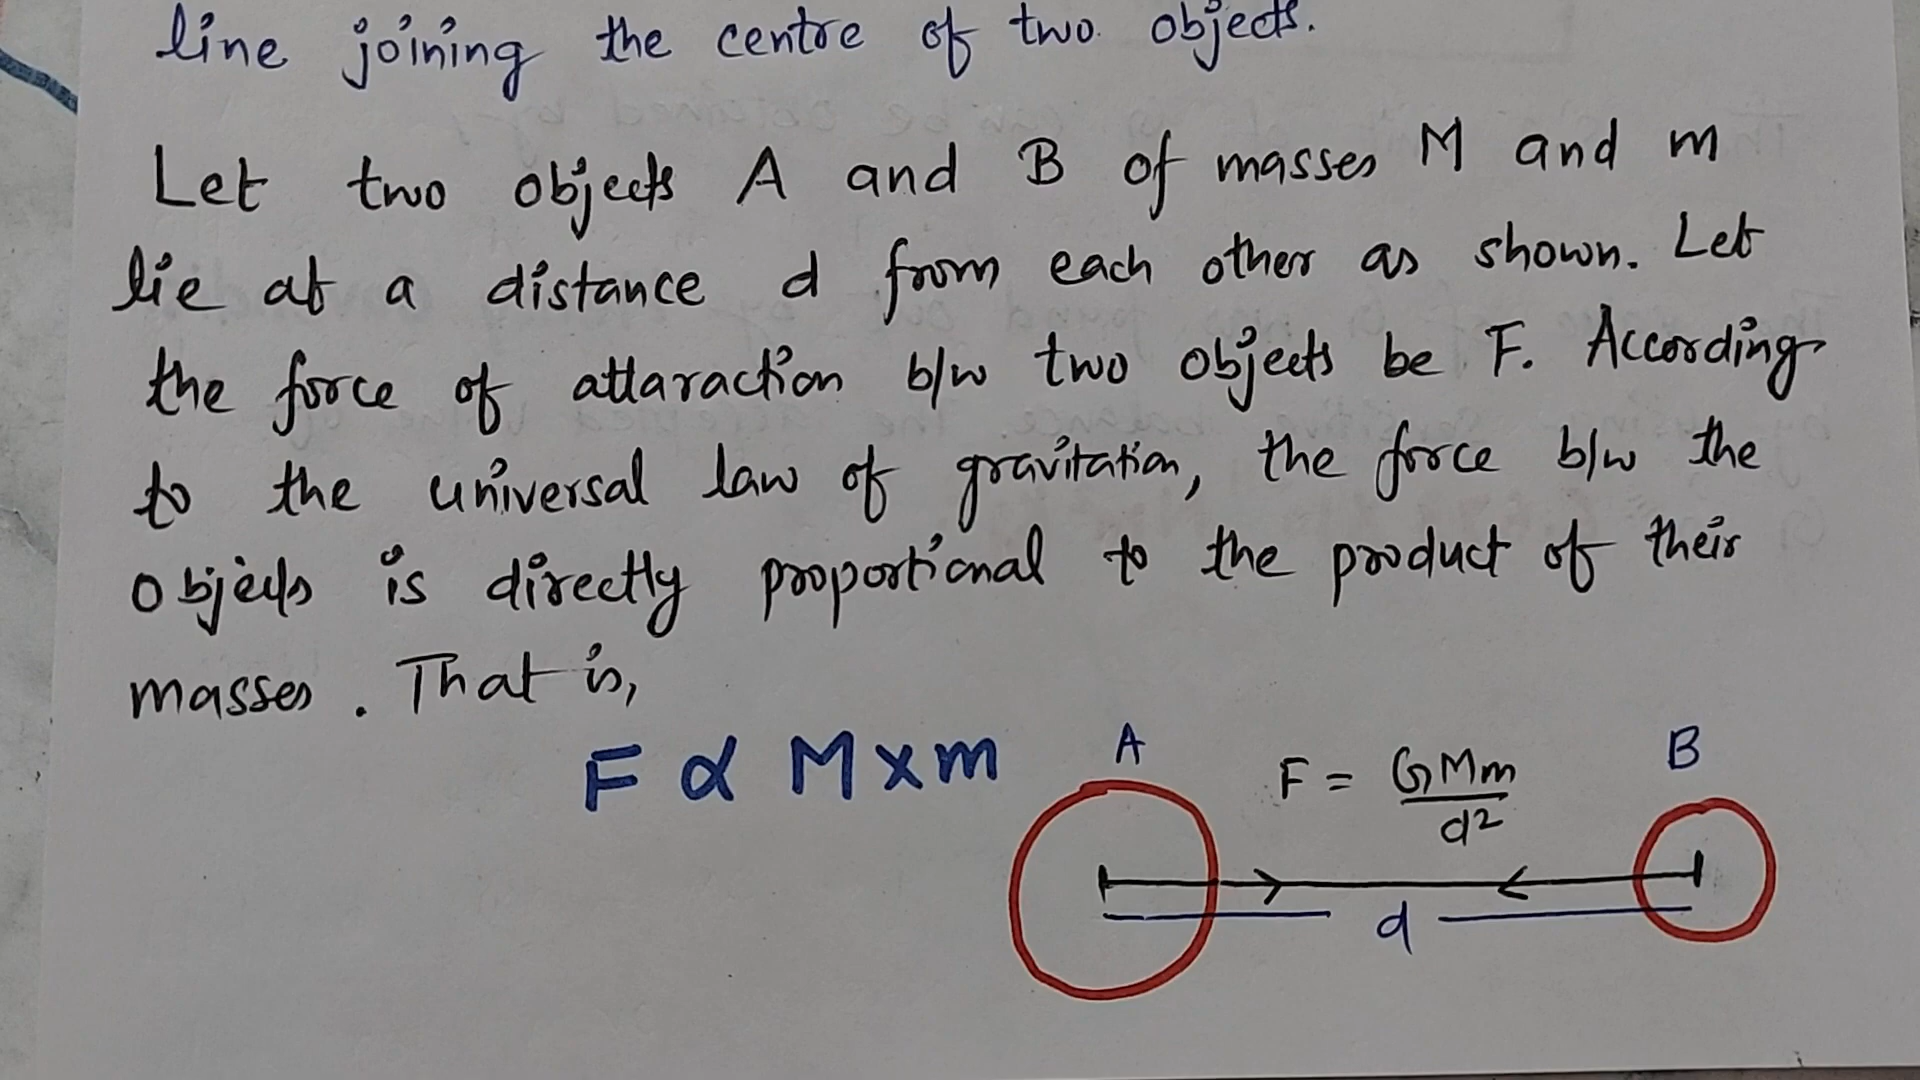 line joining the centre of two objects.
Let two objects A and B of masses M and m
lie at a distance d from each other as shown. Let
the force of attaraction b/w two objects be F. According
to the universal law of gravitation, the force b/w the
objects is directly proportional to the product of their
masses. That is,
F ∝ M x m
A
F = GMm/d²
B
d